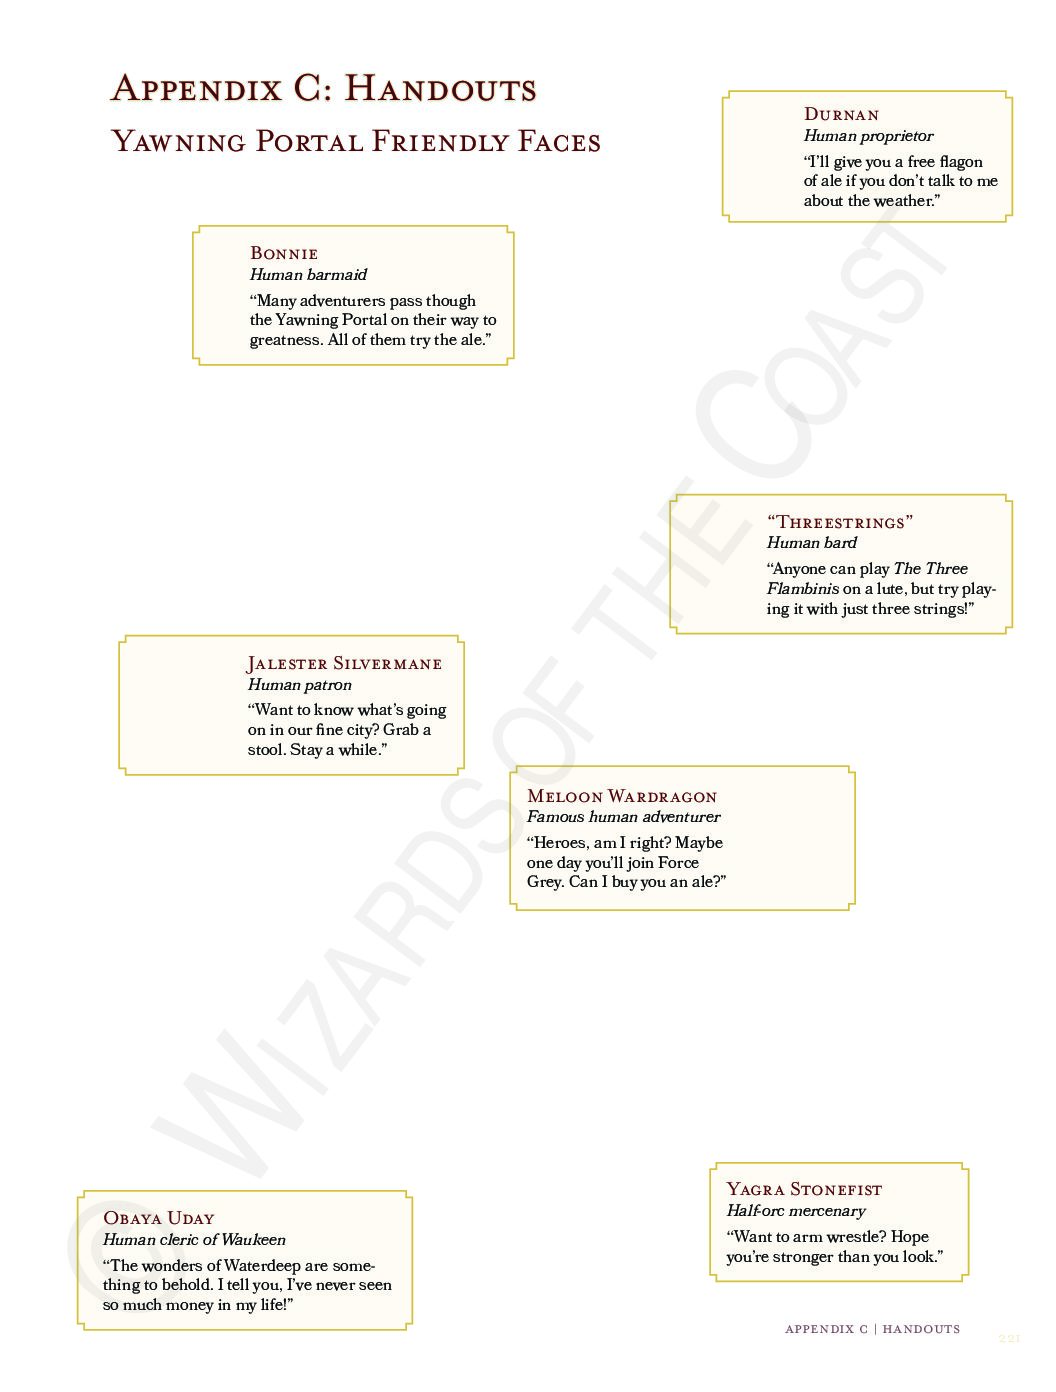 Appendix C: Handouts
Yawning Portal Friendly Faces
Durnan
Human proprietor
“I’ll give you a free flagon
of ale if you don’t talk to me
about the weather.”
Bonnie
Human barmaid
“Many adventurers pass though
the Yawning Portal on their way to
greatness. All of them try the ale.”
“Threestrings”
Human bard
“Anyone can play The Three
Flambinis on a lute, but try play-
ing it with just three strings!”
Jalester Silvermane
Human patron
“Want to know what’s going
on in our fine city? Grab a
stool. Stay a while.”
Meloon Wardragon
Famous human adventurer
“Heroes, am I right? Maybe
one day you’ll join Force
Grey. Can I buy you an ale?”
Yagra Stonefist
Half-orc mercenary
“Want to arm wrestle? Hope
you’re stronger than you look.”
Obaya Uday
Human cleric of Waukeen
“The wonders of Waterdeep are some-
thing to behold. I tell you, I’ve never seen
so much money in my life!”
© Wizards of the Coast
APPENDIX C | HANDOUTS
221